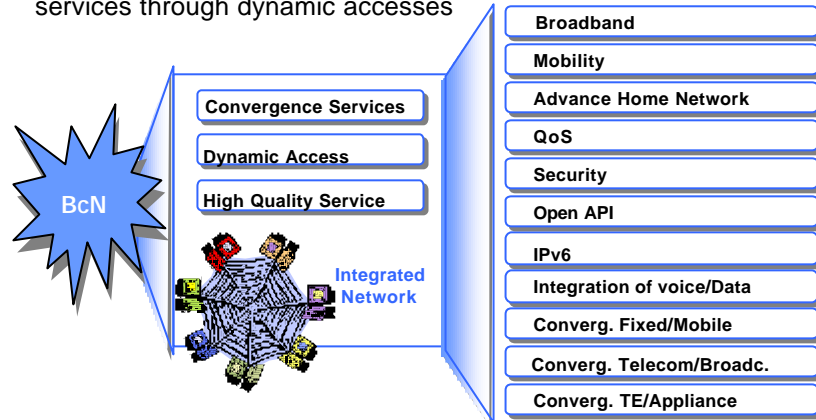 services through dynamic accesses
BcN
Convergence Services
Dynamic Access
High Quality Service
Integrated
Network
Broadband
Mobility
Advance Home Network
QoS
Security
Open API
IPv6
Integration of voice/Data
Converg. Fixed/Mobile
Converg. Telecom/Broadc.
Converg. TE/Appliance